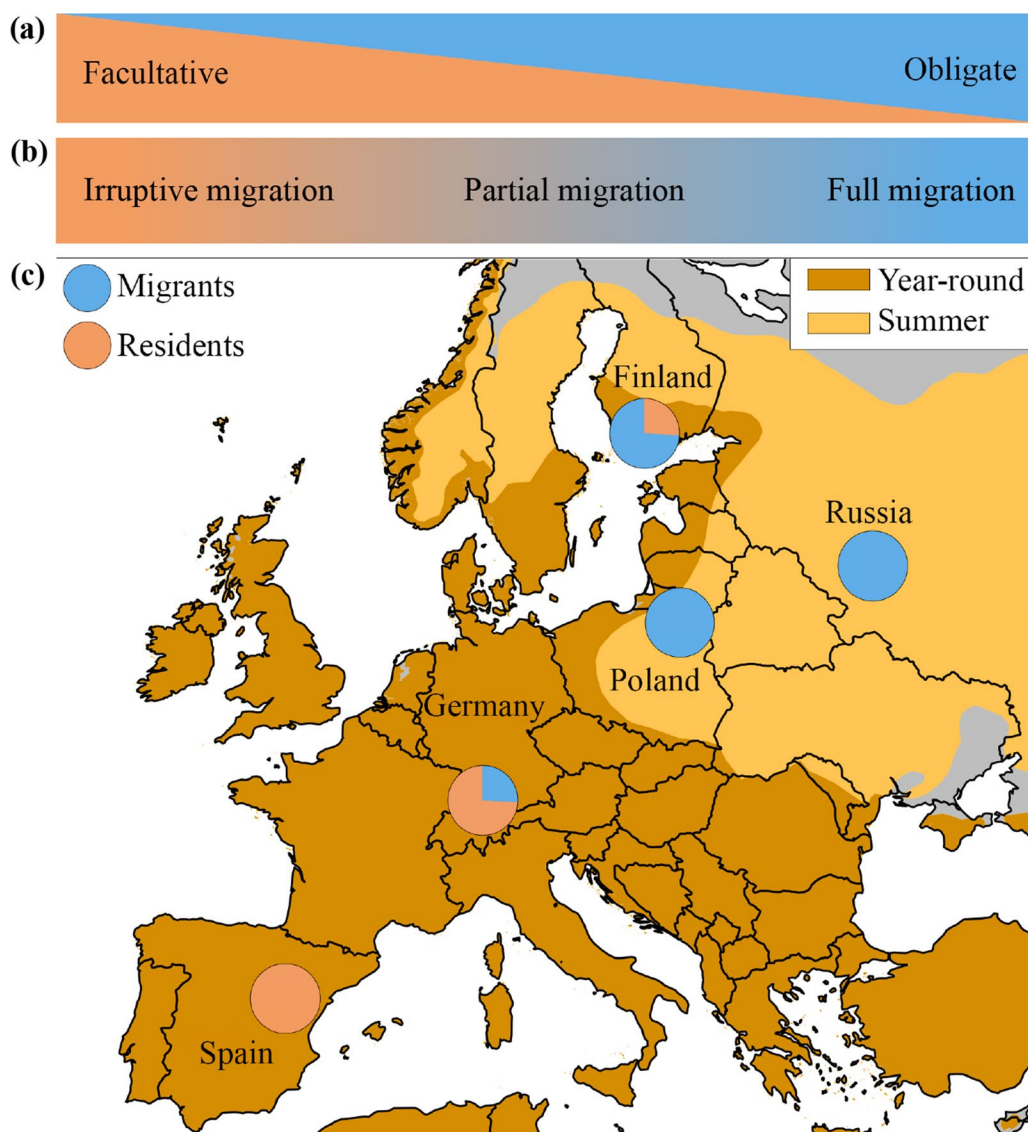 (a)
Facultative
Obligate
(b)
Irruptive migration
Partial migration
Full migration
(c)
Migrants
Residents
Year-round
Summer
Finland
Russia
Poland
Germany
Spain